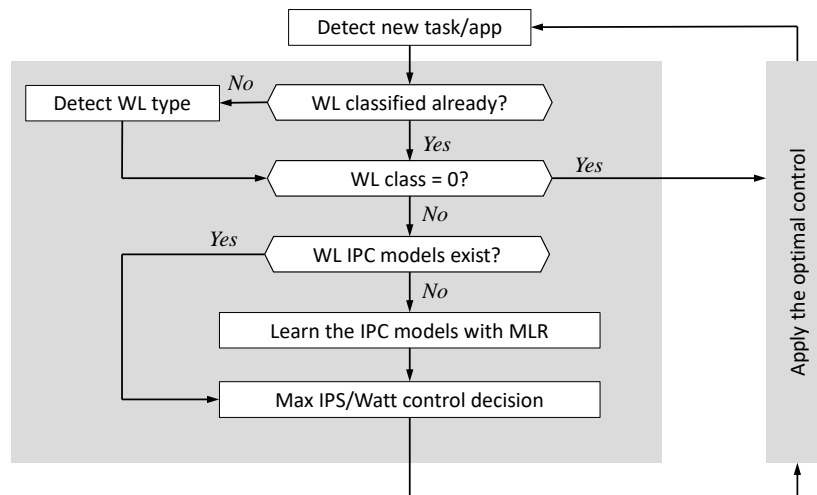 Detect new task/app
No
Detect WL type
WL classified already?
Yes
WL class = 0?
Yes
No
Yes
WL IPC models exist?
No
Learn the IPC models with MLR
Max IPS/Watt control decision
Apply the optimal control